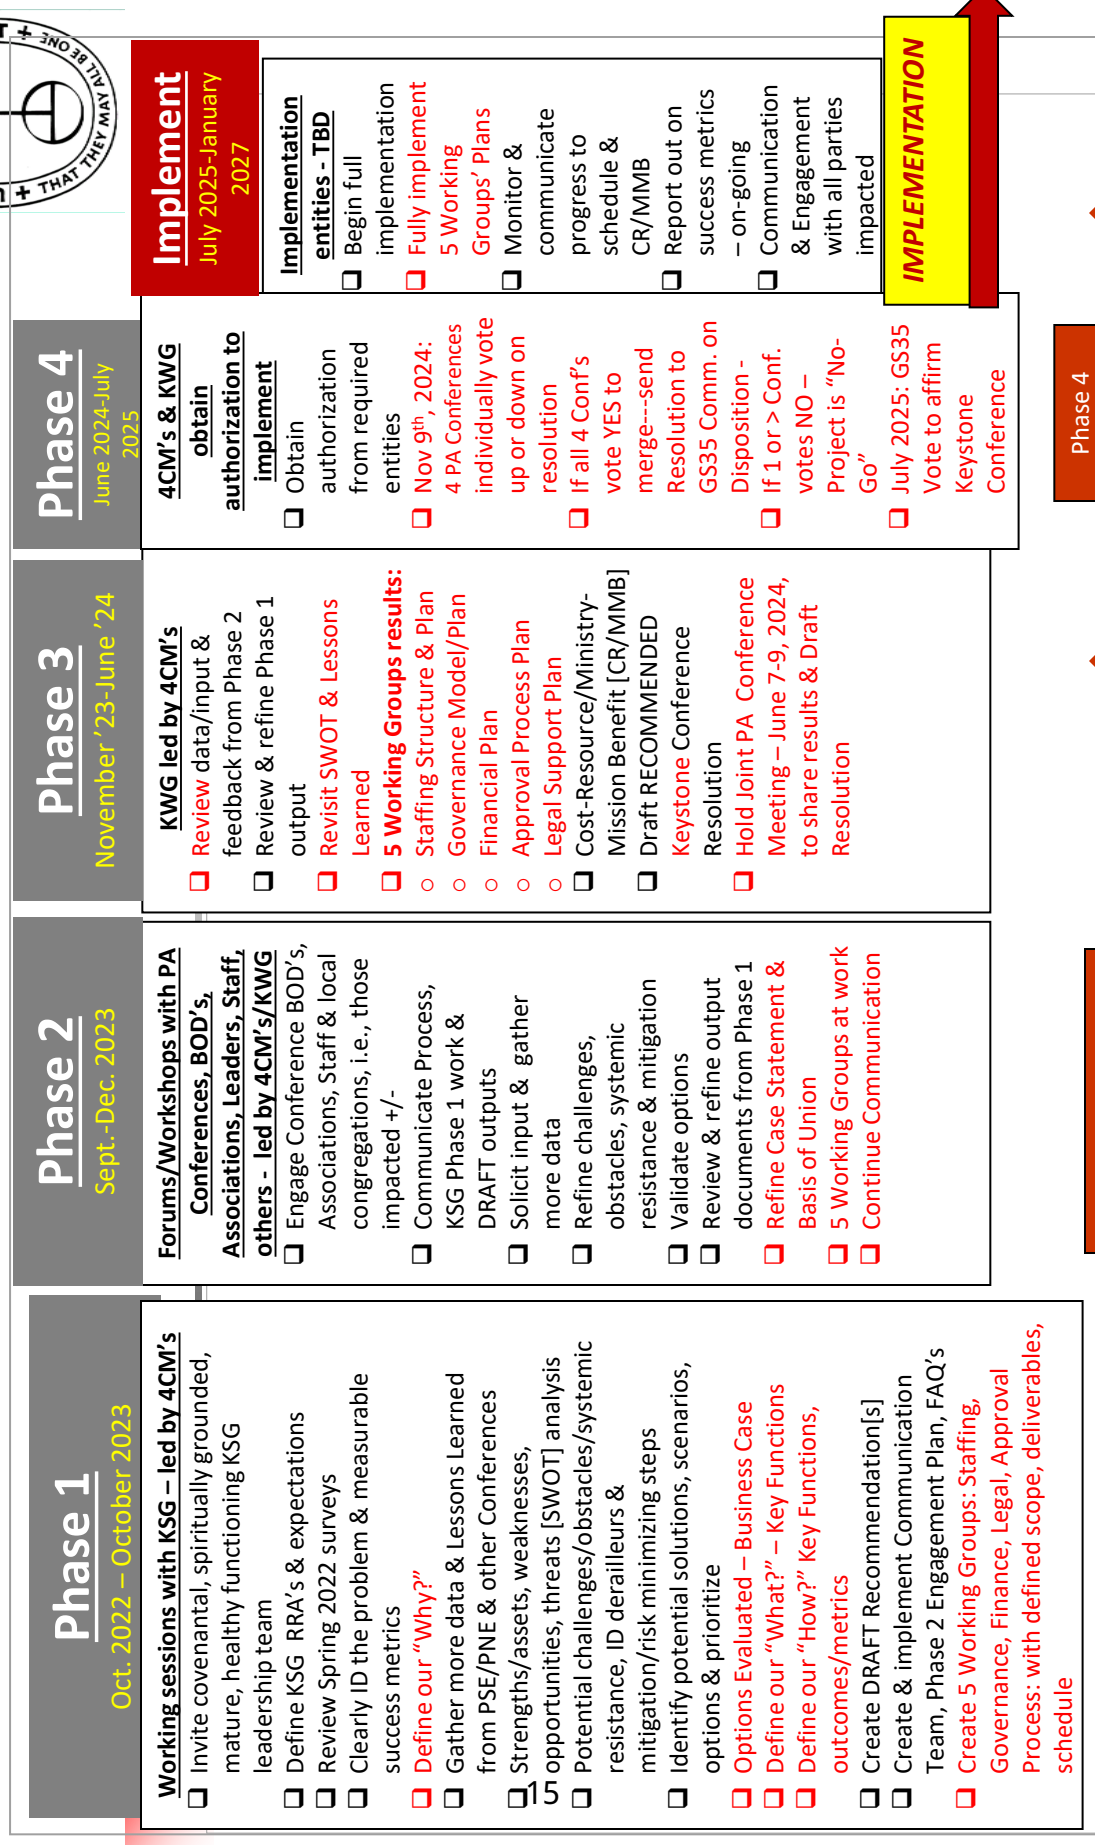 Phase 1
Oct. 2022 – October 2023
Working sessions with KSG – led by 4CM's
❑ Invite covenantal, spiritually grounded,
mature, healthy functioning KSG
leadership team
❑ Define KSG RRA's & expectations
❑ Review Spring 2022 surveys
❑ Clearly ID the problem & measurable
success metrics
❑ Define our "Why?"
❑ Gather more data & Lessons Learned
from PSE/PNE & other Conferences
❑ Strengths/assets, weaknesses,
opportunities, threats [SWOT] analysis
❑ Potential challenges/obstacles/systemic
resistance, ID derailleurs &
mitigation/risk minimizing steps
❑ Identify potential solutions, scenarios,
options & prioritize
❑ Options Evaluated – Business Case
❑ Define our "What?" – Key Functions
❑ Define our "How?" Key Functions,
outcomes/metrics
❑ Create DRAFT Recommendation[s]
❑ Create & implement Communication
Team, Phase 2 Engagement Plan, FAQ's
❑ Create 5 Working Groups: Staffing,
Governance, Finance, Legal, Approval
Process: with defined scope, deliverables,
schedule
Phase 2
Sept.-Dec. 2023
Forums/Workshops with PA
Conferences, BOD's,
Associations, Leaders, Staff,
others - led by 4CM's/KWG
❑ Engage Conference BOD's,
Associations, Staff & local
congregations, i.e., those
impacted +/-
❑ Communicate Process,
KSG Phase 1 work &
DRAFT outputs
❑ Solicit input & gather
more data
❑ Refine challenges,
obstacles, systemic
resistance & mitigation
❑ Validate options
❑ Review & refine output
documents from Phase 1
❑ Refine Case Statement &
Basis of Union
❑ 5 Working Groups at work
❑ Continue Communication
Phase 3
November '23-June '24
KWG led by 4CM's
❑ Review data/input &
feedback from Phase 2
❑ Review & refine Phase 1
output
❑ Revisit SWOT & Lessons
Learned
❑ 5 Working Groups results:
○ Staffing Structure & Plan
○ Governance Model/Plan
○ Financial Plan
○ Approval Process Plan
○ Legal Support Plan
❑ Cost-Resource/Ministry-
Mission Benefit [CR/MMB]
❑ Draft RECOMMENDED
Keystone Conference
Resolution
❑ Hold Joint PA Conference
Meeting – June 7-9, 2024,
to share results & Draft
Resolution
Phase 4
June 2024-July
2025
4CM's & KWG
obtain
authorization to
implement
❑ Obtain
authorization
from required
entities
❑ Nov 9th, 2024:
4 PA Conferences
individually vote
up or down on
resolution
❑ If all 4 Conf's
vote YES to
merge---send
Resolution to
GS35 Comm. on
Disposition -
❑ If 1 or > Conf.
votes NO –
Project is "No-
Go"
❑ July 2025: GS35
Vote to affirm
Keystone
Conference
Implement
July 2025-January
2027
Implementation
entities - TBD
❑ Begin full
implementation
❑ Fully implement
5 Working
Groups' Plans
❑ Monitor &
communicate
progress to
schedule &
CR/MMB
❑ Report out on
success metrics
– on-going
❑ Communication
& Engagement
with all parties
impacted
IMPLEMENTATION
Phase 4
THAT THEY MAY ALL BE ONE
15